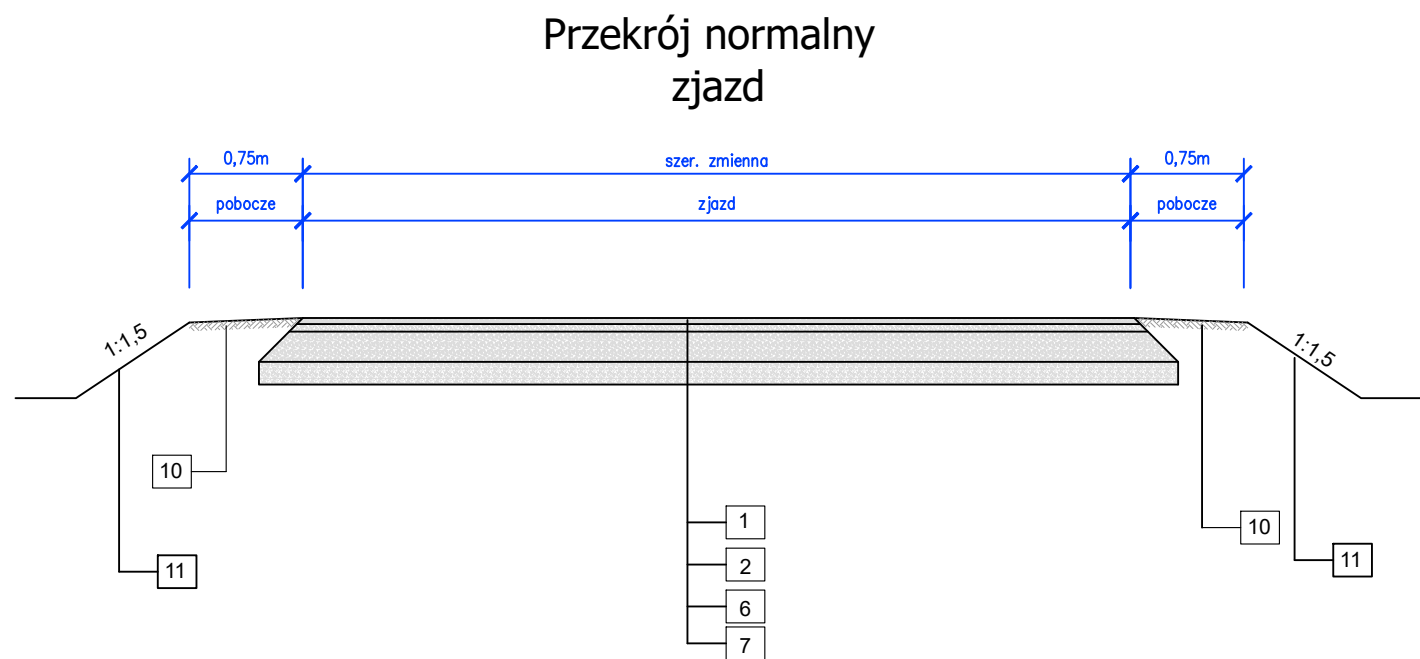 Przekrój normalny
zjazd
0,75m szer. zmienna 0,75m
pobocze zjazd pobocze
1:1,5 1:1,5
10
1
10
2
11
11
6
7